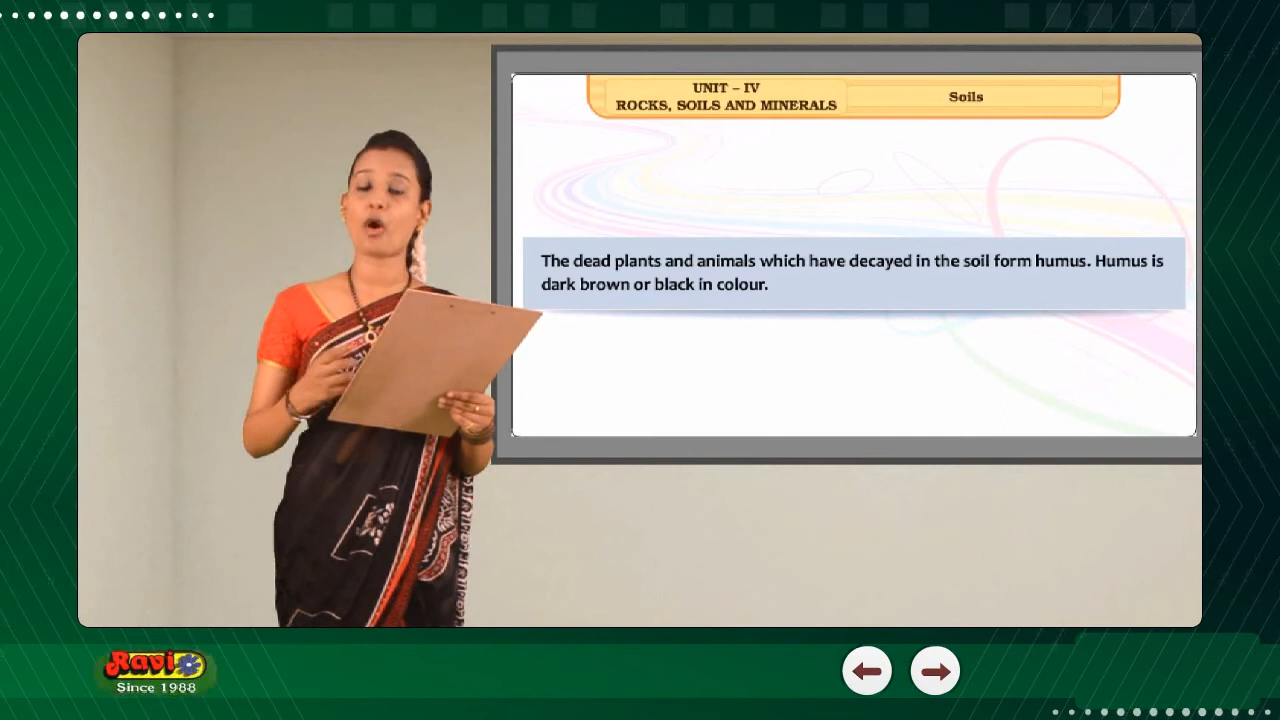 UNIT – IV
ROCKS, SOILS AND MINERALS
Soils
The dead plants and animals which have decayed in the soil form humus. Humus is
dark brown or black in colour.
Ravi
Since 1988